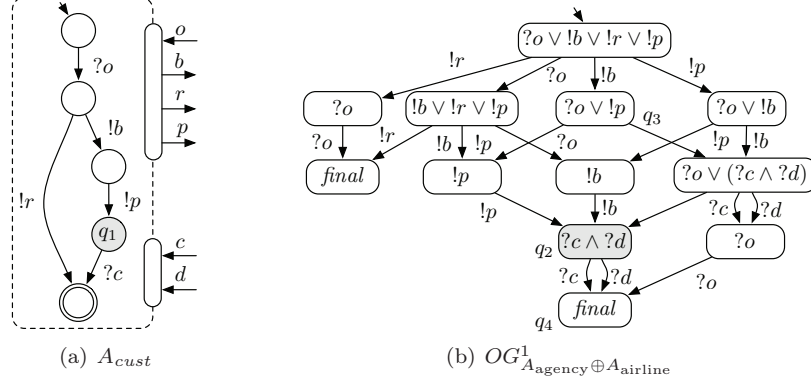 ?o
!b
!r
!p
q₁
?c
o
b
r
p
c
d
(a) A_cust
?o ∨ !b ∨ !r ∨ !p
!r ?o !b !p
?o !b ∨ !r ∨ !p ?o ∨ !p q₃ ?o ∨ !b
?o !r !b !p ?o !p !b
final !p !b ?o ∨ (?c ∧ ?d)
!p !b ?c ?d
q₂ ?c ∧ ?d ?o
?c ?d ?o
q₄ final
(b) OG¹_{A_agency ⊕ A_airline}